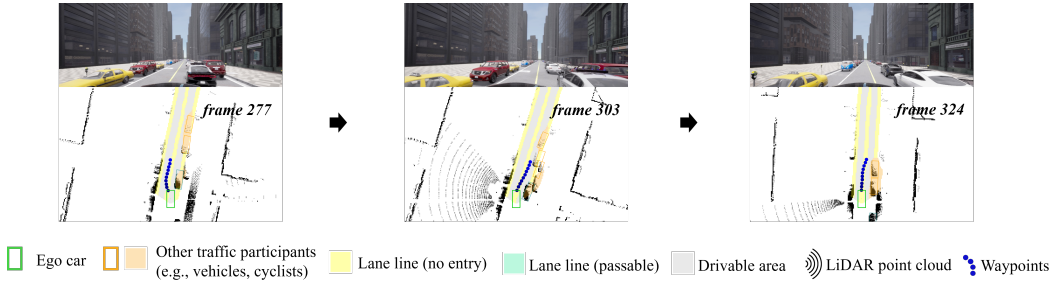 frame 277
frame 303
frame 324
Ego car
Other traffic participants
(e.g., vehicles, cyclists)
Lane line (no entry)
Lane line (passable)
Drivable area
LiDAR point cloud
Waypoints